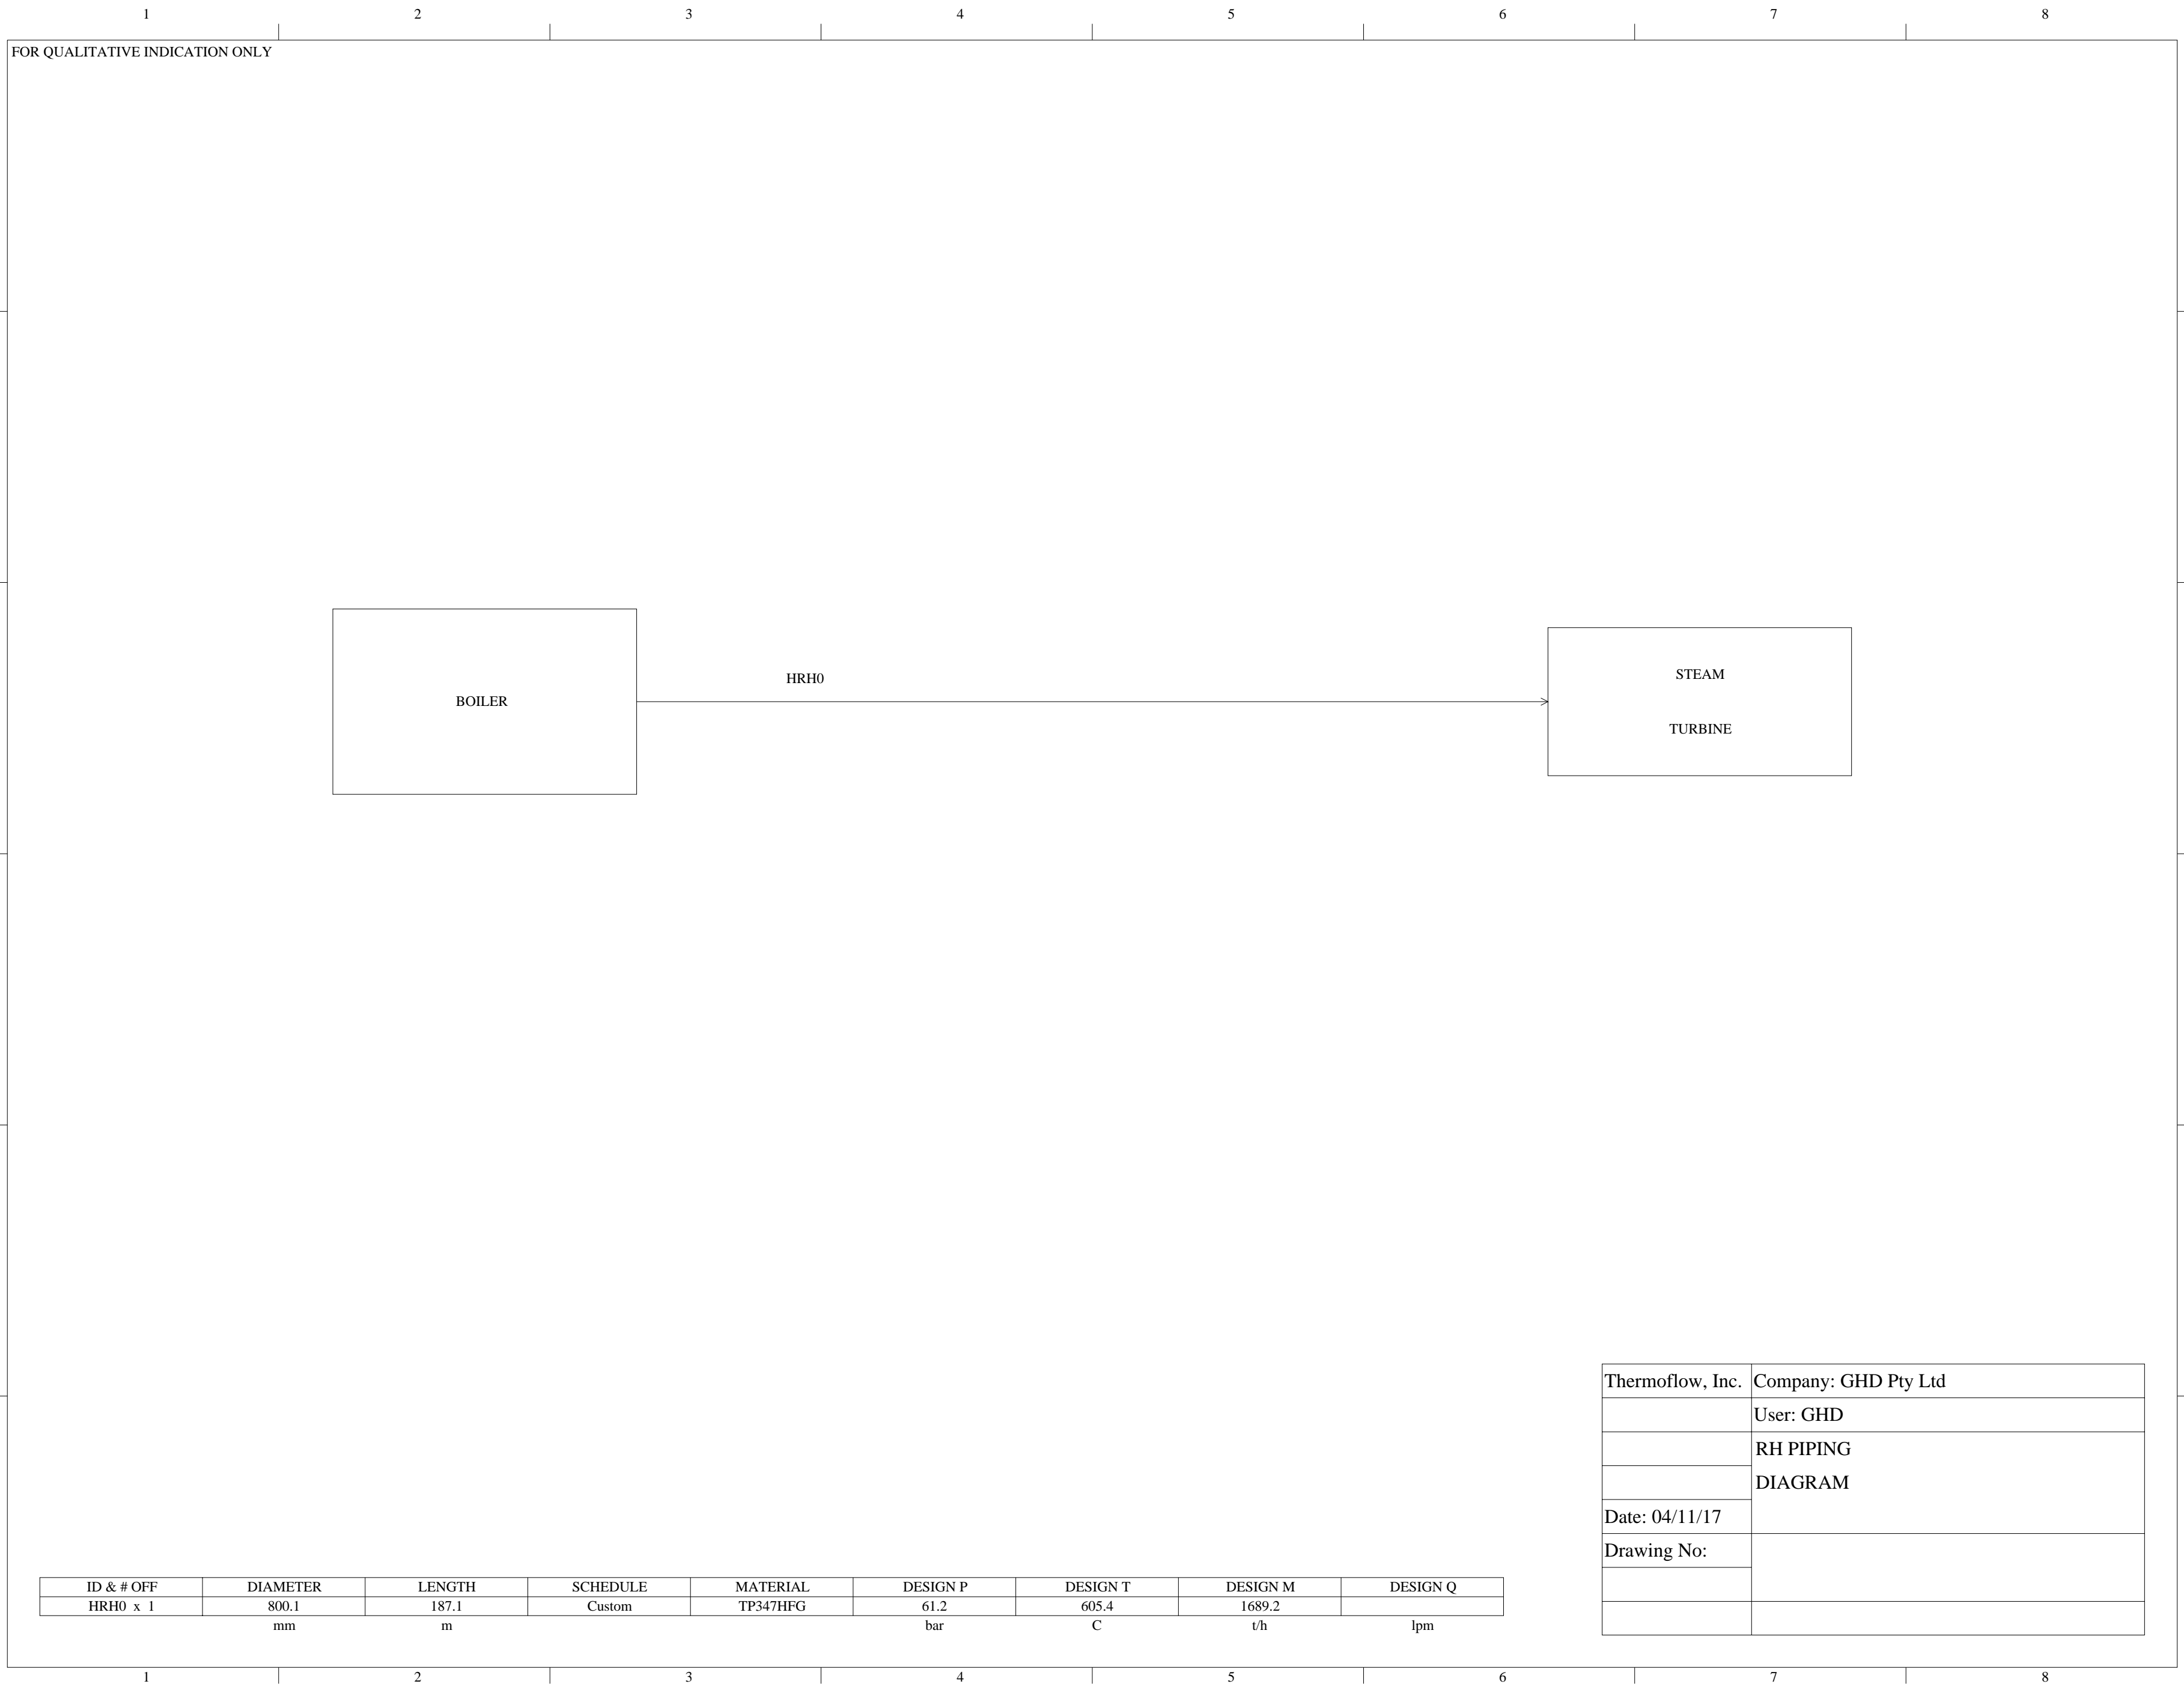 1 2 3 4 5 6 7 8
FOR QUALITATIVE INDICATION ONLY
BOILER
HRH0
STEAM
TURBINE
Thermoflow, Inc. Company: GHD Pty Ltd
User: GHD
RH PIPING
DIAGRAM
Date: 04/11/17
Drawing No:
ID & # OFF DIAMETER LENGTH SCHEDULE MATERIAL DESIGN P DESIGN T DESIGN M DESIGN Q
HRH0 x 1 800.1 187.1 Custom TP347HFG 61.2 605.4 1689.2
mm m bar C t/h lpm
1 2 3 4 5 6 7 8